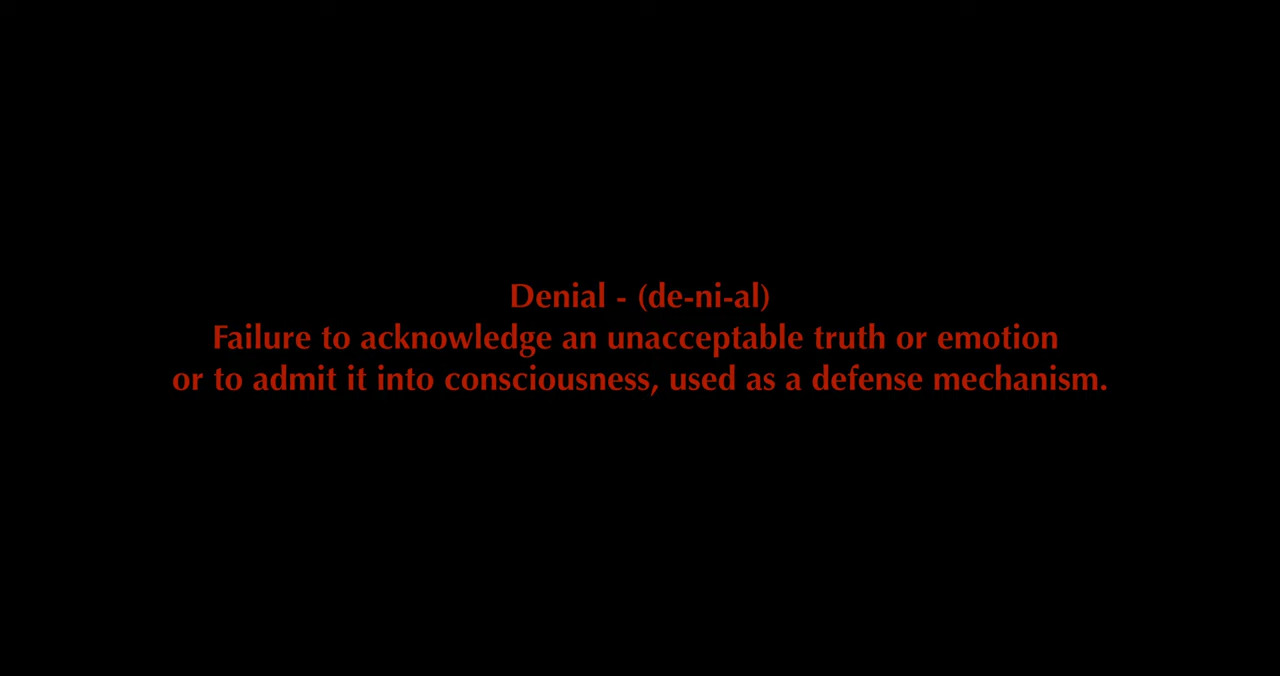 Denial - (de-ni-al)
Failure to acknowledge an unacceptable truth or emotion
or to admit it into consciousness, used as a defense mechanism.